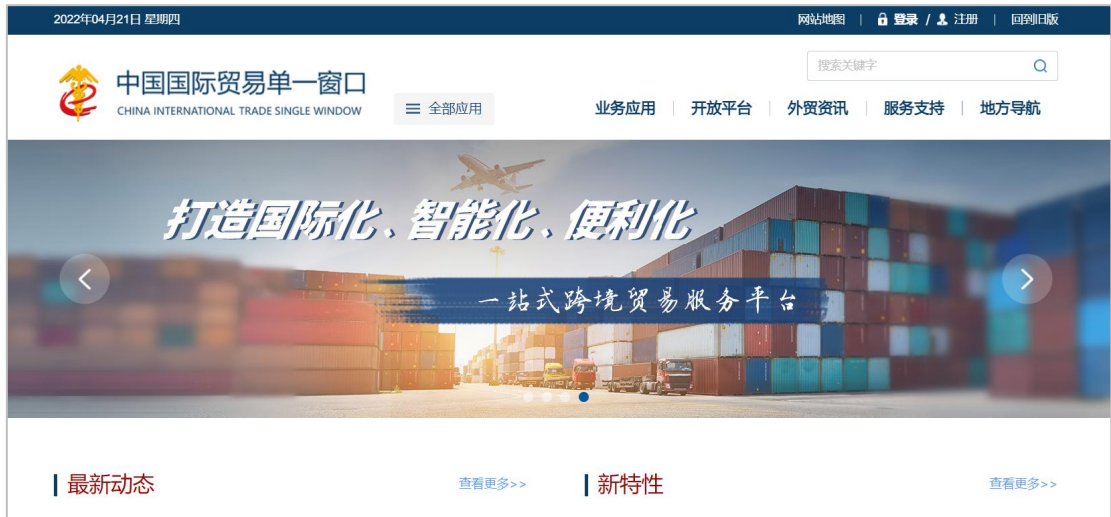 2022年04月21日 星期四
网站地图 | 登录 / 注册 | 回到旧版
中国国际贸易单一窗口
CHINA INTERNATIONAL TRADE SINGLE WINDOW
搜索关键字
全部应用
业务应用 | 开放平台 | 外贸资讯 | 服务支持 | 地方导航
打造国际化、智能化、便利化
一站式跨境贸易服务平台
最新动态
查看更多>>
新特性
查看更多>>